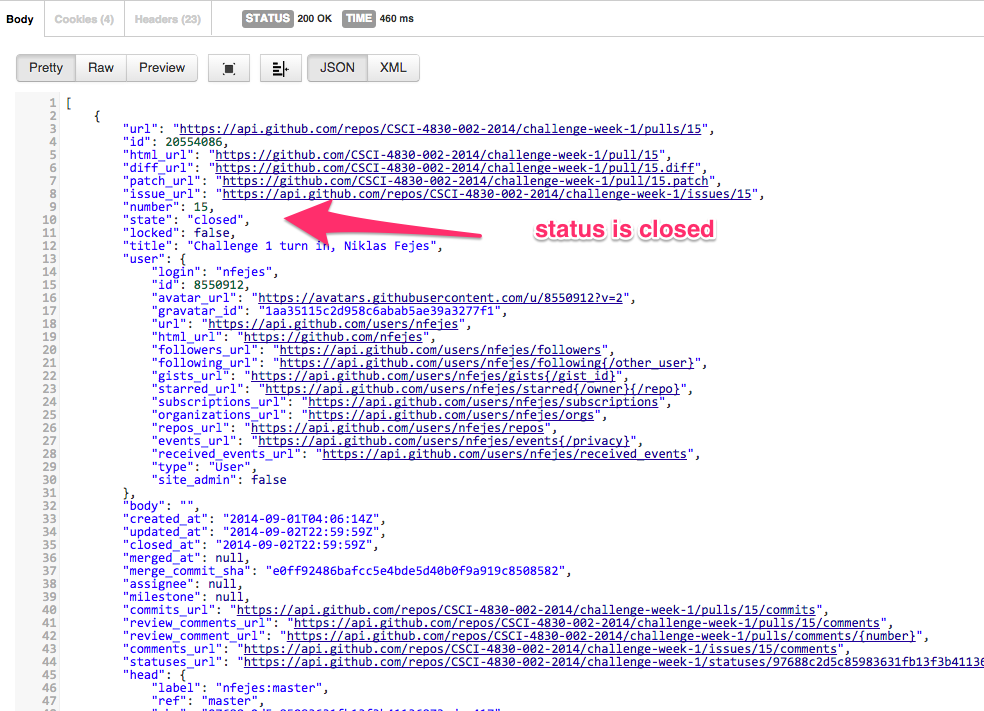 Body Cookies (4) Headers (23) STATUS 200 OK TIME 460 ms
Pretty Raw Preview JSON XML
1 [
2 {
3 "url": "https://api.github.com/repos/CSCI-4830-002-2014/challenge-week-1/pulls/15",
4 "id": 20554086,
5 "html_url": "https://github.com/CSCI-4830-002-2014/challenge-week-1/pull/15",
6 "diff_url": "https://github.com/CSCI-4830-002-2014/challenge-week-1/pull/15.diff",
7 "patch_url": "https://github.com/CSCI-4830-002-2014/challenge-week-1/pull/15.patch",
8 "issue_url": "https://api.github.com/repos/CSCI-4830-002-2014/challenge-week-1/issues/15",
9 "number": 15,
10 "state": "closed",
status is closed
11 "locked": false,
12 "title": "Challenge 1 turn in, Niklas Fejes",
13 "user": {
14 "login": "nfejes",
15 "id": 8550912,
16 "avatar_url": "https://avatars.githubusercontent.com/u/8550912?v=2",
17 "gravatar_id": "1aa35115c2d958c6abab5ae39a3277f1",
18 "url": "https://api.github.com/users/nfejes",
19 "html_url": "https://github.com/nfejes",
20 "followers_url": "https://api.github.com/users/nfejes/followers",
21 "following_url": "https://api.github.com/users/nfejes/following{/other_user}",
22 "gists_url": "https://api.github.com/users/nfejes/gists{/gist_id}",
23 "starred_url": "https://api.github.com/users/nfejes/starred{/owner}{/repo}",
24 "subscriptions_url": "https://api.github.com/users/nfejes/subscriptions",
25 "organizations_url": "https://api.github.com/users/nfejes/orgs",
26 "repos_url": "https://api.github.com/users/nfejes/repos",
27 "events_url": "https://api.github.com/users/nfejes/events{/privacy}",
28 "received_events_url": "https://api.github.com/users/nfejes/received_events",
29 "type": "User",
30 "site_admin": false
31 },
32 "body": "",
33 "created_at": "2014-09-01T04:06:14Z",
34 "updated_at": "2014-09-02T22:59:59Z",
35 "closed_at": "2014-09-02T22:59:59Z",
36 "merged_at": null,
37 "merge_commit_sha": "e0ff92486bafcc5e4bde5d40b0f9a919c8508582",
38 "assignee": null,
39 "milestone": null,
40 "commits_url": "https://api.github.com/repos/CSCI-4830-002-2014/challenge-week-1/pulls/15/commits",
41 "review_comments_url": "https://api.github.com/repos/CSCI-4830-002-2014/challenge-week-1/pulls/15/comments",
42 "review_comment_url": "https://api.github.com/repos/CSCI-4830-002-2014/challenge-week-1/pulls/comments/{number}",
43 "comments_url": "https://api.github.com/repos/CSCI-4830-002-2014/challenge-week-1/issues/15/comments",
44 "statuses_url": "https://api.github.com/repos/CSCI-4830-002-2014/challenge-week-1/statuses/97688c2d5c85983631fb13f3b41136
45 "head": {
46 "label": "nfejes:master",
47 "ref": "master",